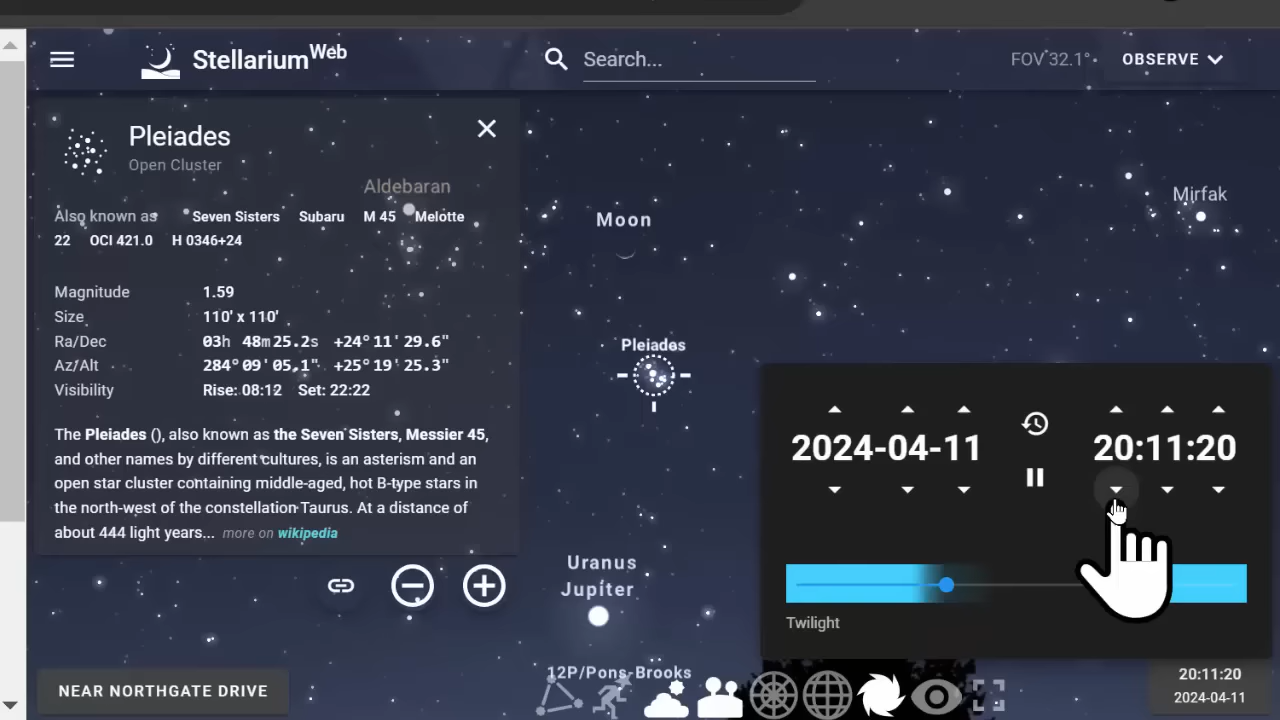 StellariumWeb
Search...
FOV 32.1°
OBSERVE
Pleiades
Open Cluster
Aldebaran
Also known as Seven Sisters Subaru M 45 Melotte
22 OCl 421.0 H 0346+24
Magnitude 1.59
Size 110' x 110'
Ra/Dec 03h 48m25.2s +24°11'29.6"
Az/Alt 284°09'05.1" +25°19'25.3"
Visibility Rise: 08:12 Set: 22:22
The Pleiades (), also known as the Seven Sisters, Messier 45,
and other names by different cultures, is an asterism and an
open star cluster containing middle-aged, hot B-type stars in
the north-west of the constellation Taurus. At a distance of
about 444 light years... more on wikipedia
Moon
Mirfak
Pleiades
2024-04-11
20:11:20
Twilight
Uranus
Jupiter
12P/Pons-Brooks
NEAR NORTHGATE DRIVE
20:11:20
2024-04-11